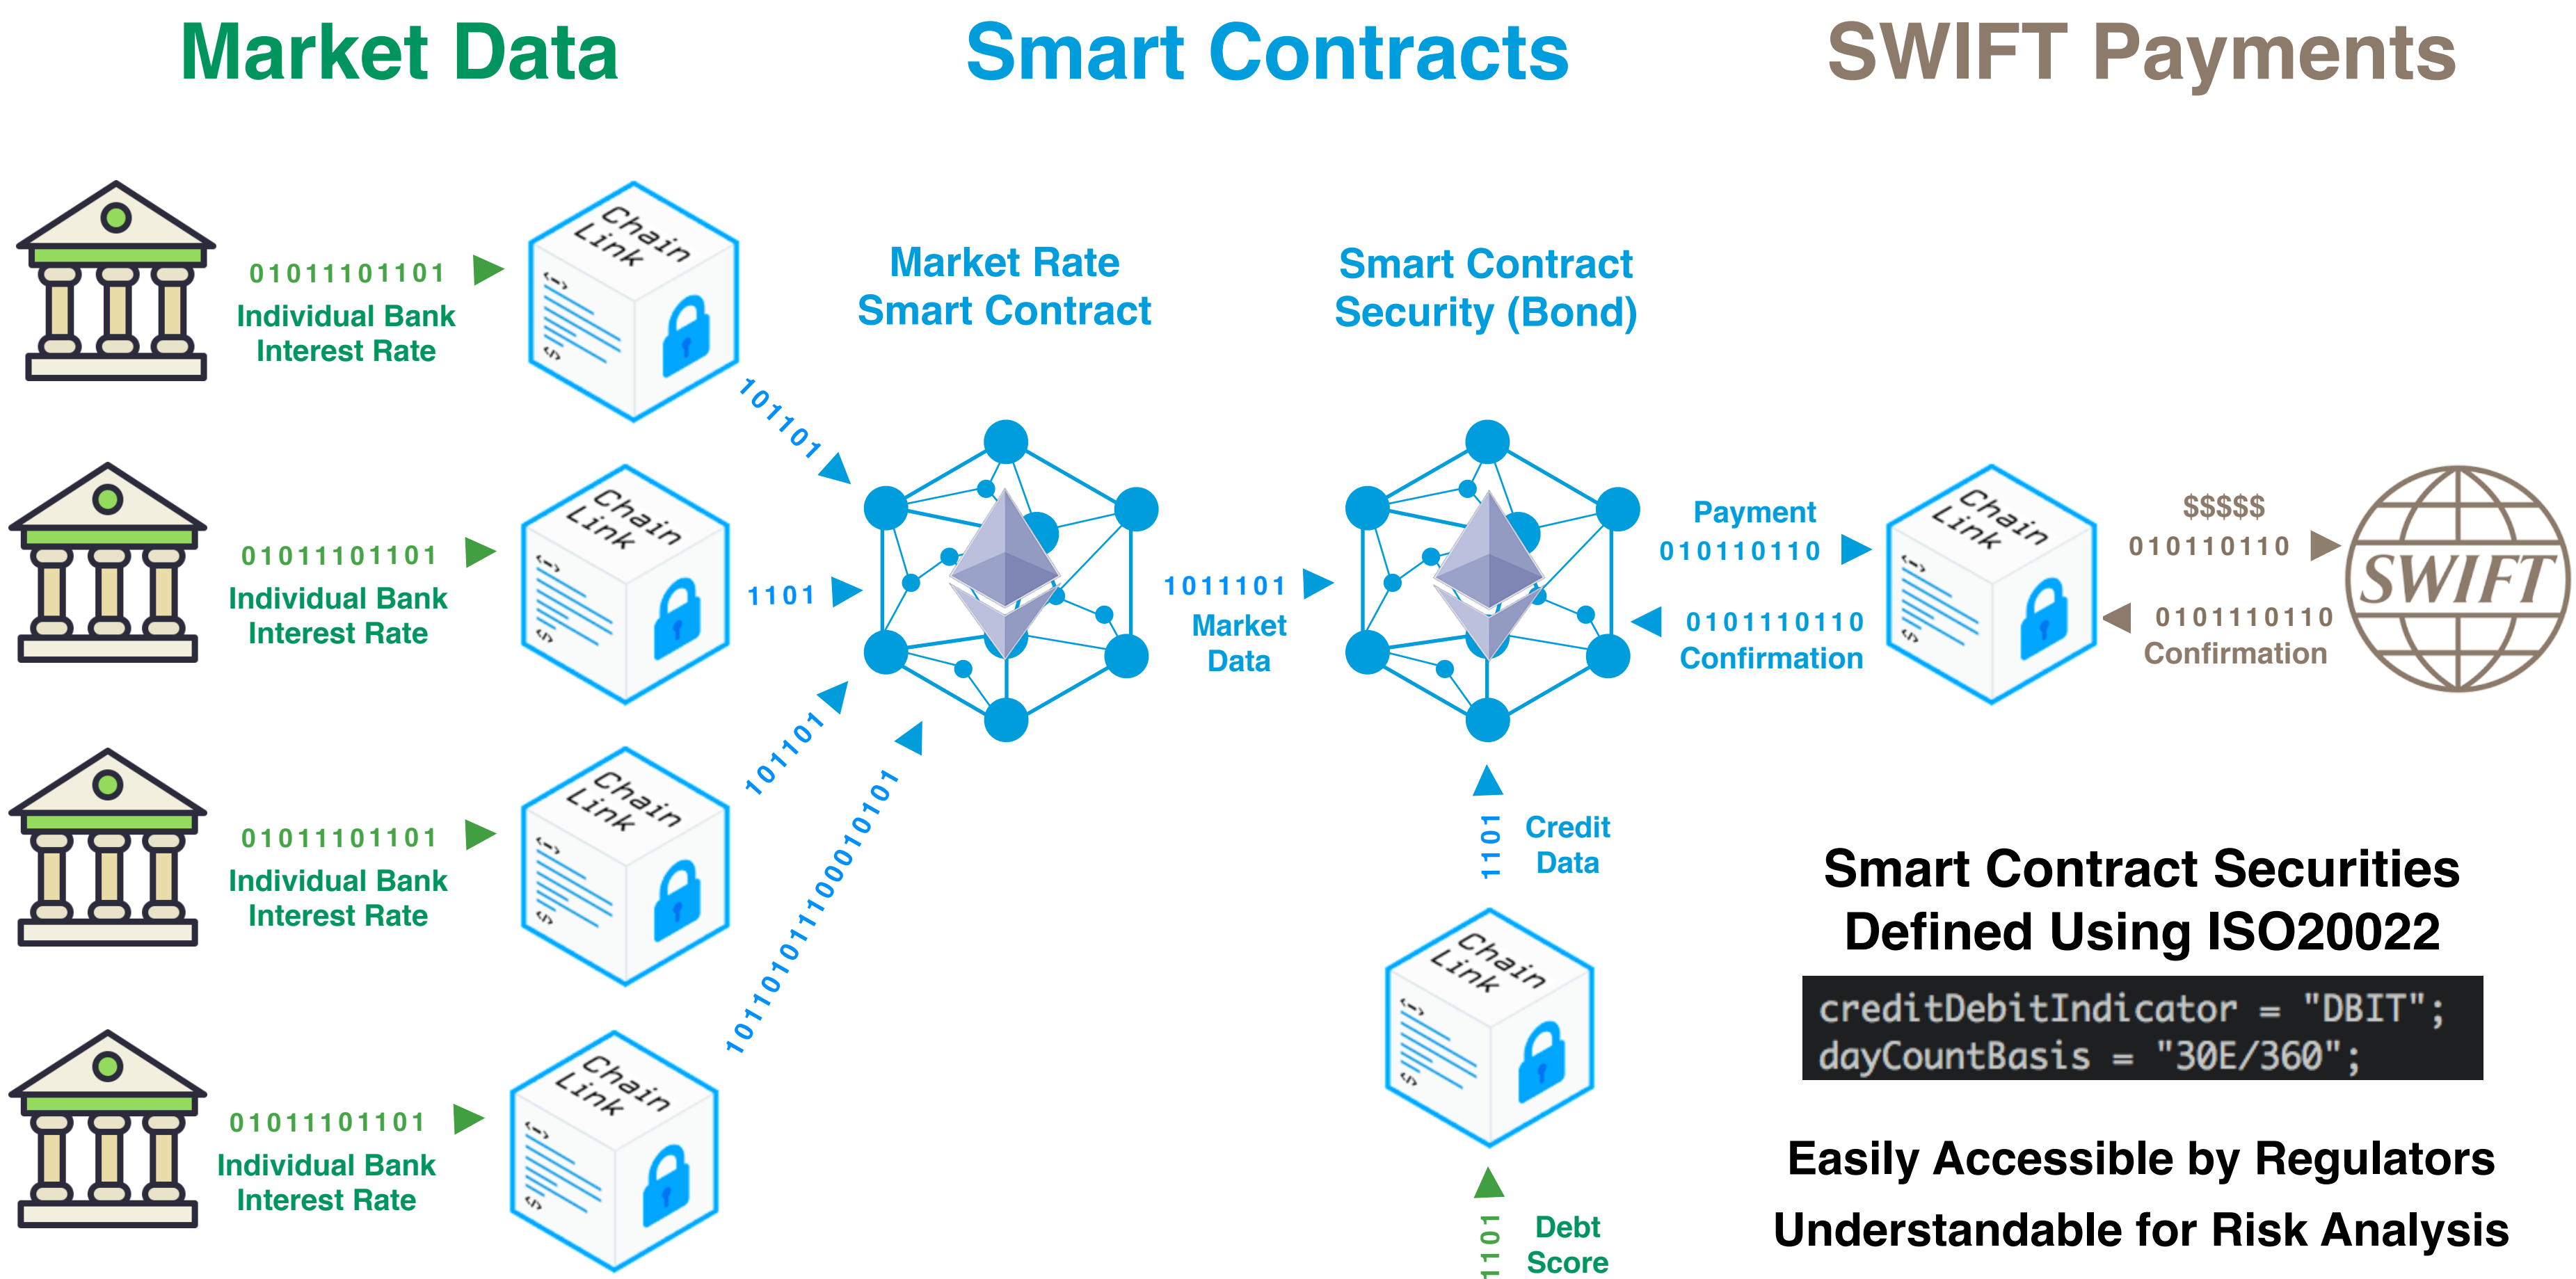 Market Data
Smart Contracts
SWIFT Payments
Chain
Link
01011101101
Individual Bank
Interest Rate
Market Rate
Smart Contract
Smart Contract
Security (Bond)
101101
Chain
Link
01011101101
Individual Bank
Interest Rate
1101
1011101
Market
Data
Payment
010110110
0101110110
Confirmation
Chain
Link
$$$$$
010110110
0101110110
Confirmation
SWIFT
Chain
Link
01011101101
Individual Bank
Interest Rate
101101
1101
Credit
Data
Chain
Link
01011101101
Individual Bank
Interest Rate
Chain
Link
1101
Debt
Score
Smart Contract Securities
Defined Using ISO20022
creditDebitIndicator = "DBIT";
dayCountBasis = "30E/360";
Easily Accessible by Regulators
Understandable for Risk Analysis